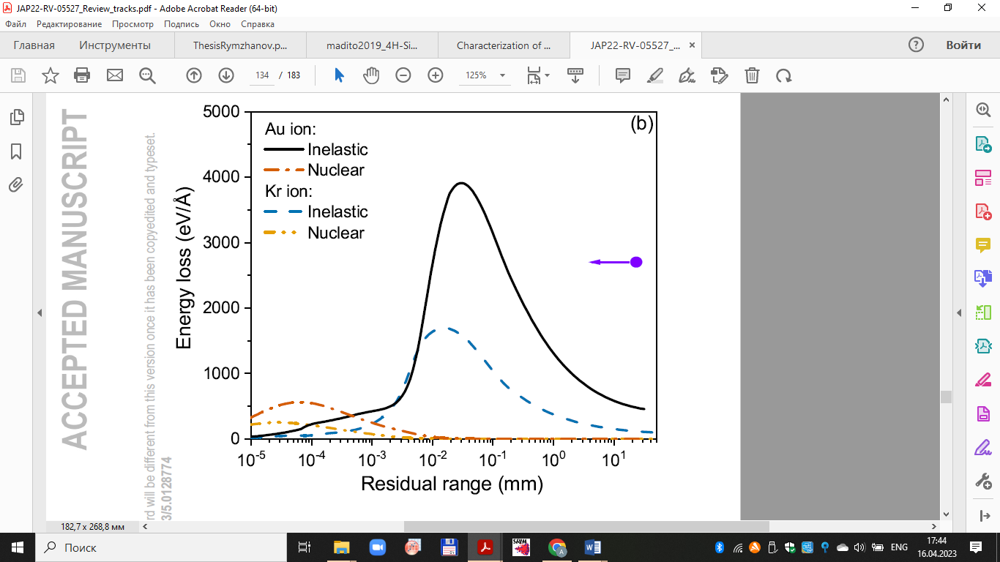 JAP22-RV-05527_Review_tracks.pdf - Adobe Acrobat Reader (64-bit)
Файл Редактирование Просмотр Подпись Окно Справка
Главная Инструменты ThesisRymzhanov.p... madito2019_4H-Si... Characterization of ... JAP22-RV-05527_... Войти
134 / 183 125%
ACCEPTED MANUSCRIPT
rd will be different from this version once it has been copyedited and typeset.
3/5.0128774
(b)
Au ion:
Inelastic
Nuclear
Kr ion:
Inelastic
Nuclear
Energy loss (eV/Å)
5000
4000
3000
2000
1000
0
10-5 10-4 10-3 10-2 10-1 100 101
Residual range (mm)
182,7 x 268,8 мм
Поиск
SRIM
A
W
ENG
17:44
16.04.2023